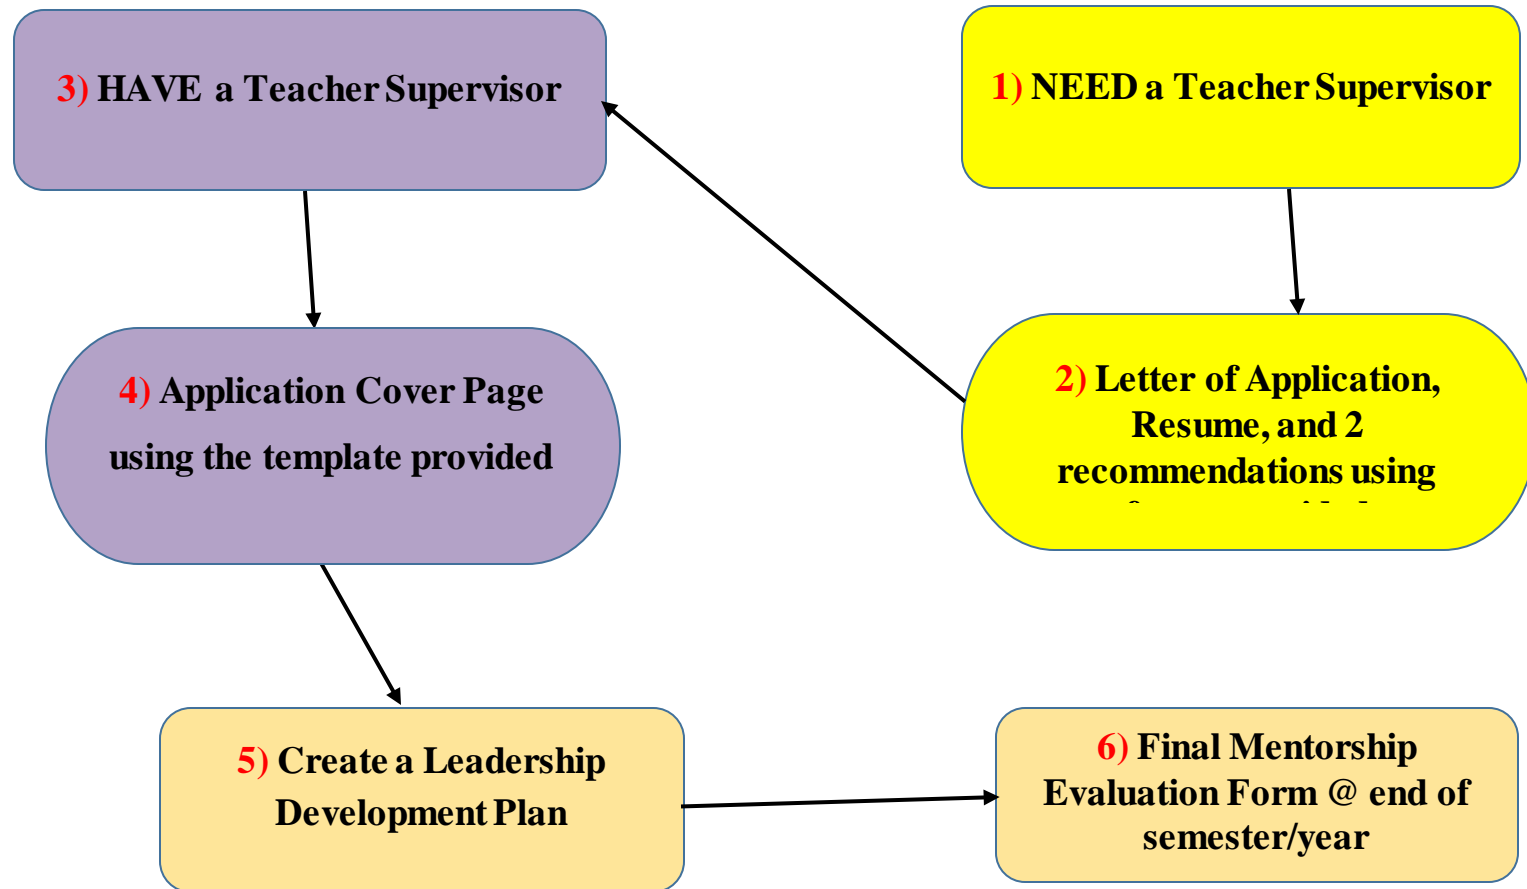 3) HAVE a Teacher Supervisor
1) NEED a Teacher Supervisor
4) Application Cover Page
using the template provided
2) Letter of Application,
Resume, and 2
recommendations using
5) Create a Leadership
Development Plan
6) Final Mentorship
Evaluation Form @ end of
semester/year